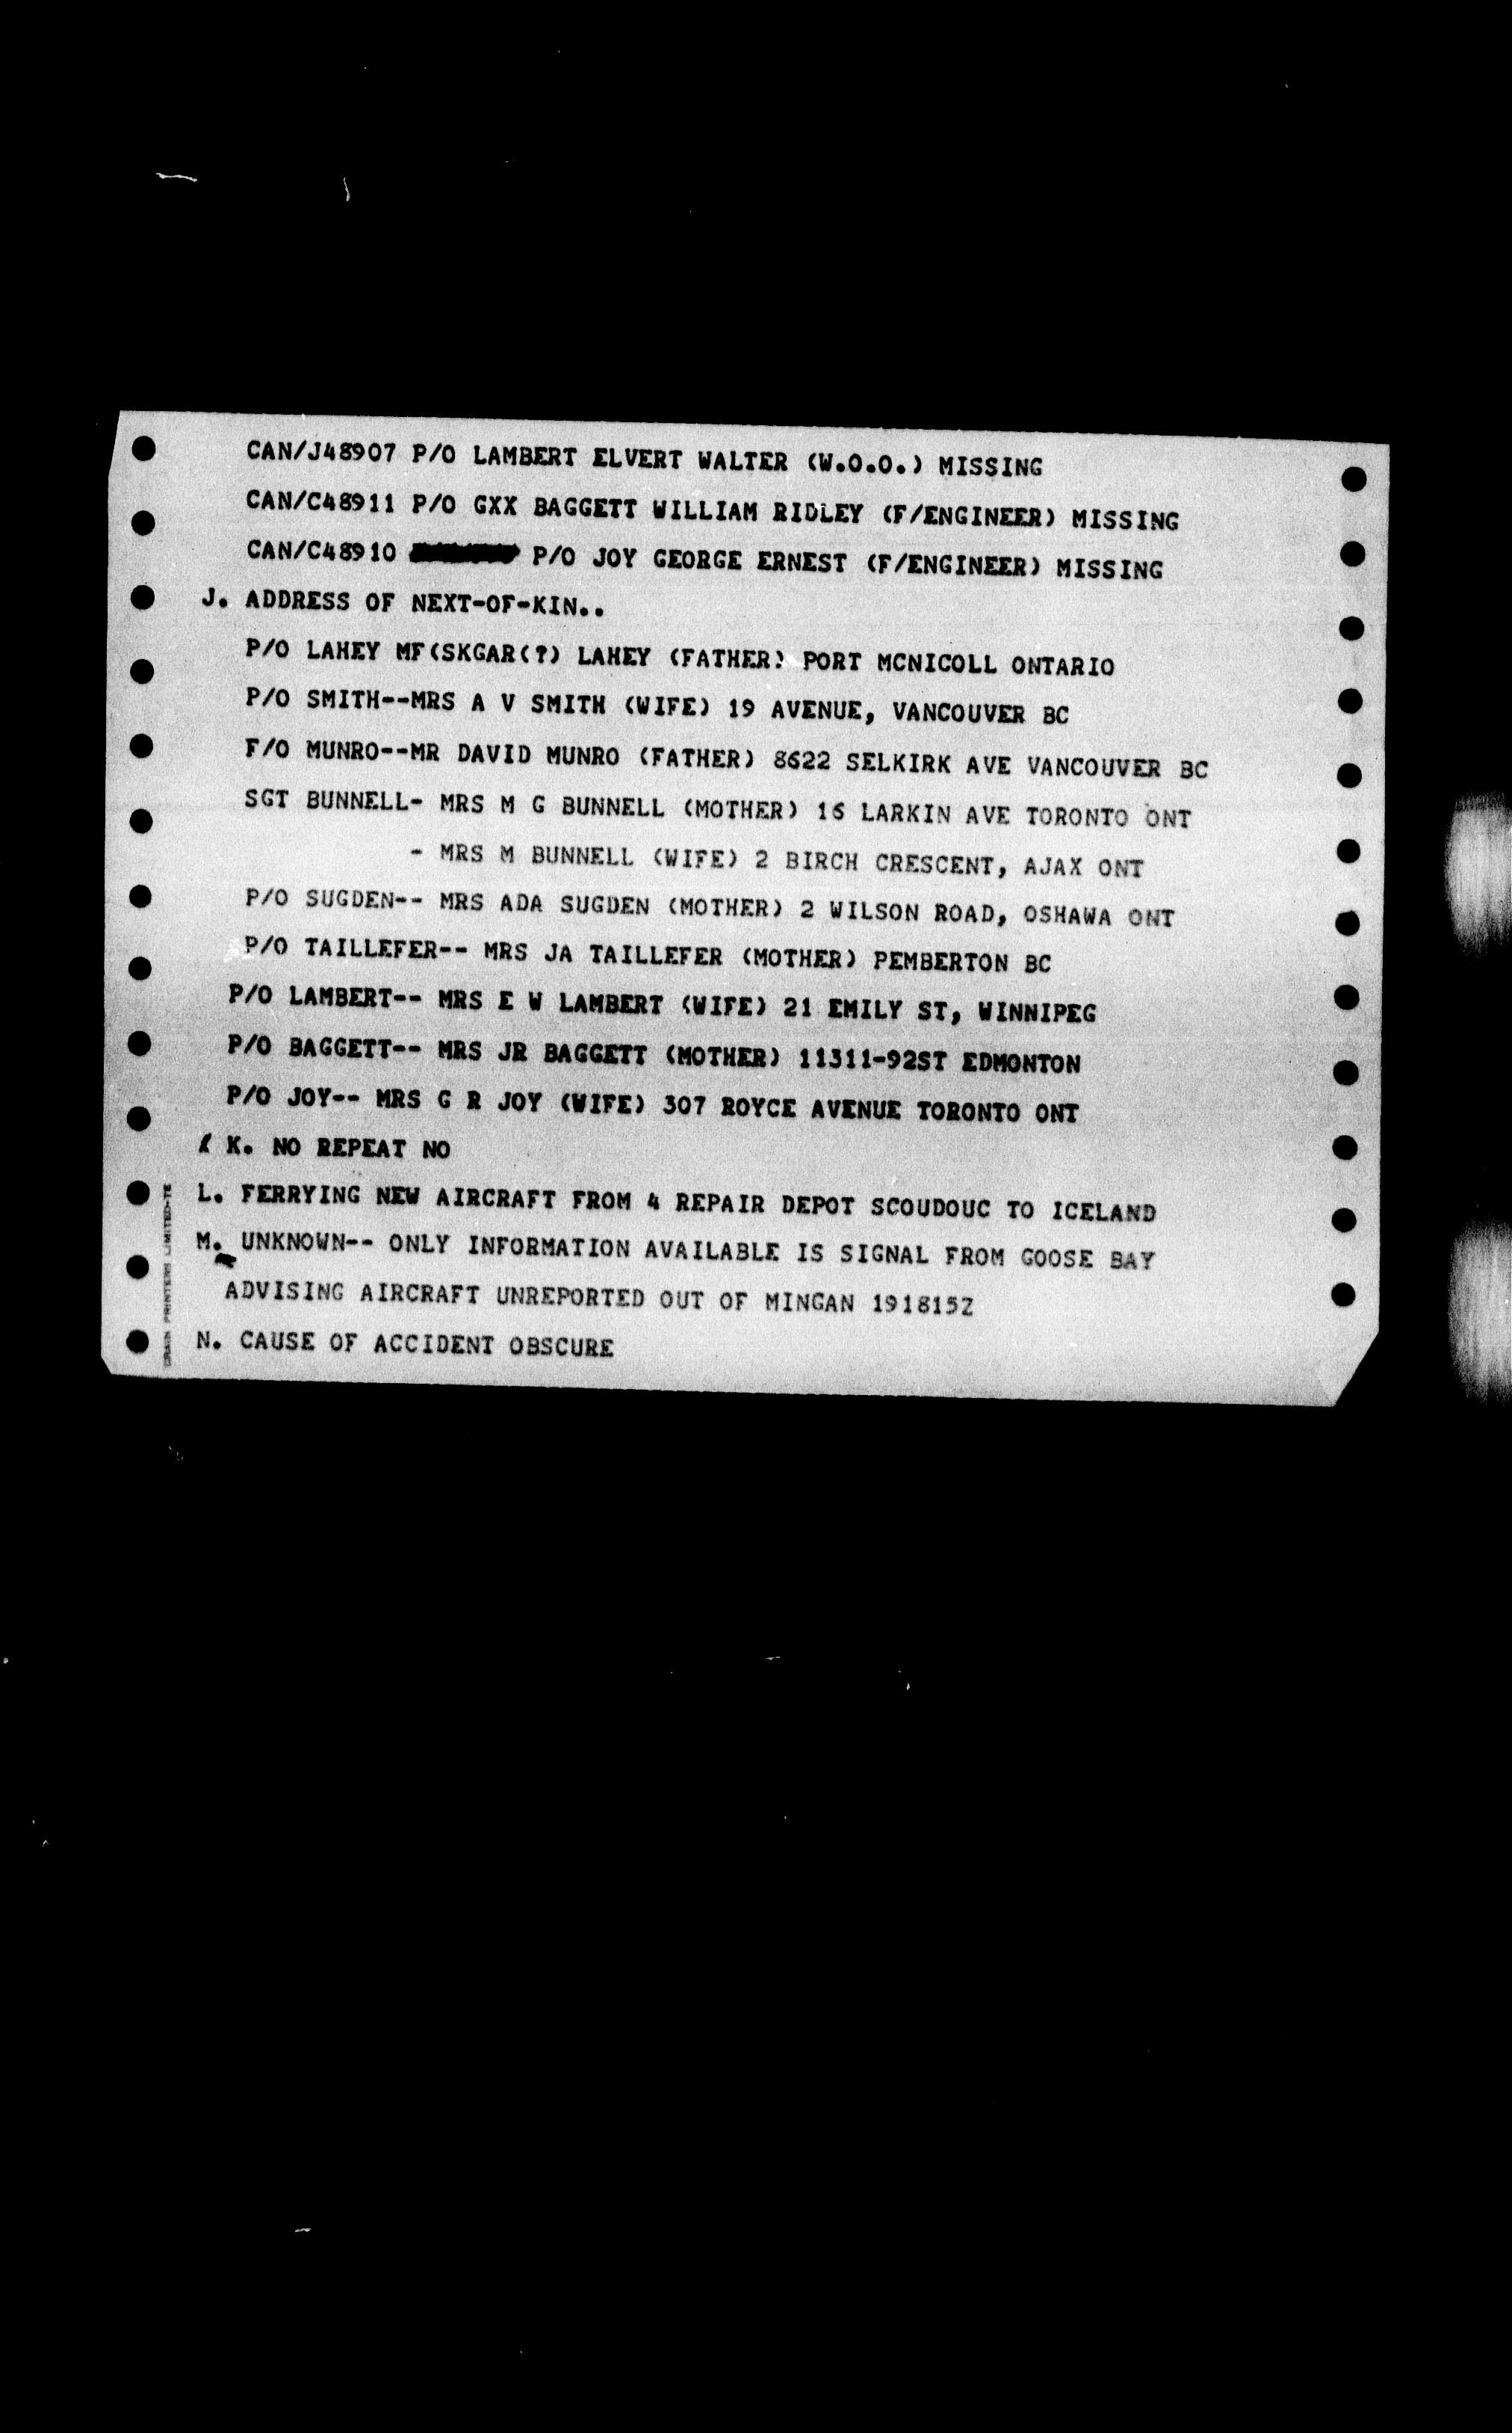 CAN/J48907 P/O LAMBERT ELVERT WALTER (W.O.O.) MISSING
CAN/C48911 P/O GXX BAGGETT WILLIAM RIDLEY (F/ENGINEER) MISSING
CAN/C48910 P/O JOY GEORGE ERNEST (F/ENGINEER) MISSING
J. ADDRESS OF NEXT-OF-KIN..
P/O LAHEY MF(SKGAR(?) LAHEY (FATHER) PORT MCNICOLL ONTARIO
P/O SMITH--MRS A V SMITH (WIFE) 19 AVENUE, VANCOUVER BC
F/O MUNRO--MR DAVID MUNRO (FATHER) 8622 SELKIRK AVE VANCOUVER BC
SGT BUNNELL- MRS M G BUNNELL (MOTHER) 16 LARKIN AVE TORONTO ONT
- MRS M BUNNELL (WIFE) 2 BIRCH CRESCENT, AJAX ONT
P/O SUGDEN-- MRS ADA SUGDEN (MOTHER) 2 WILSON ROAD, OSHAWA ONT
P/O TAILLEFER-- MRS JA TAILLEFER (MOTHER) PEMBERTON BC
P/O LAMBERT-- MRS E W LAMBERT (WIFE) 21 EMILY ST, WINNIPEG
P/O BAGGETT-- MRS JR BAGGETT (MOTHER) 11311-92ST EDMONTON
P/O JOY-- MRS G R JOY (WIFE) 307 ROYCE AVENUE TORONTO ONT
K. NO REPEAT NO
L. FERRYING NEW AIRCRAFT FROM 4 REPAIR DEPOT SCOUDOUC TO ICELAND
M. UNKNOWN-- ONLY INFORMATION AVAILABLE IS SIGNAL FROM GOOSE BAY
ADVISING AIRCRAFT UNREPORTED OUT OF MINGAN 191815Z
N. CAUSE OF ACCIDENT OBSCURE
PRINTERS LIMITED